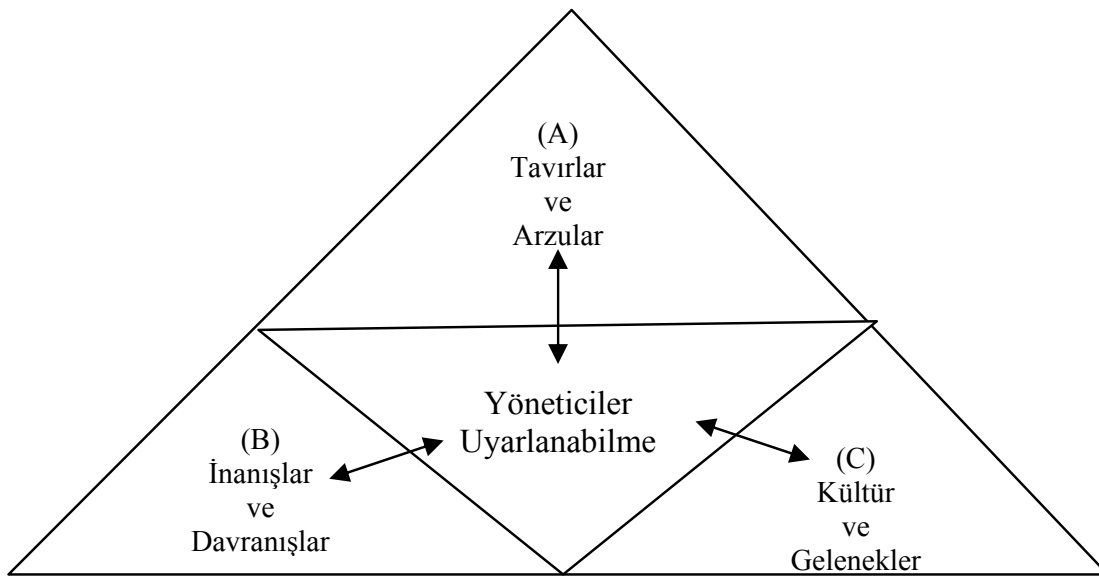 (A)
Tavırlar
ve
Arzular
Yöneticiler
Uyarlanabilme
(B)
İnanışlar
ve
Davranışlar
(C)
Kültür
ve
Gelenekler